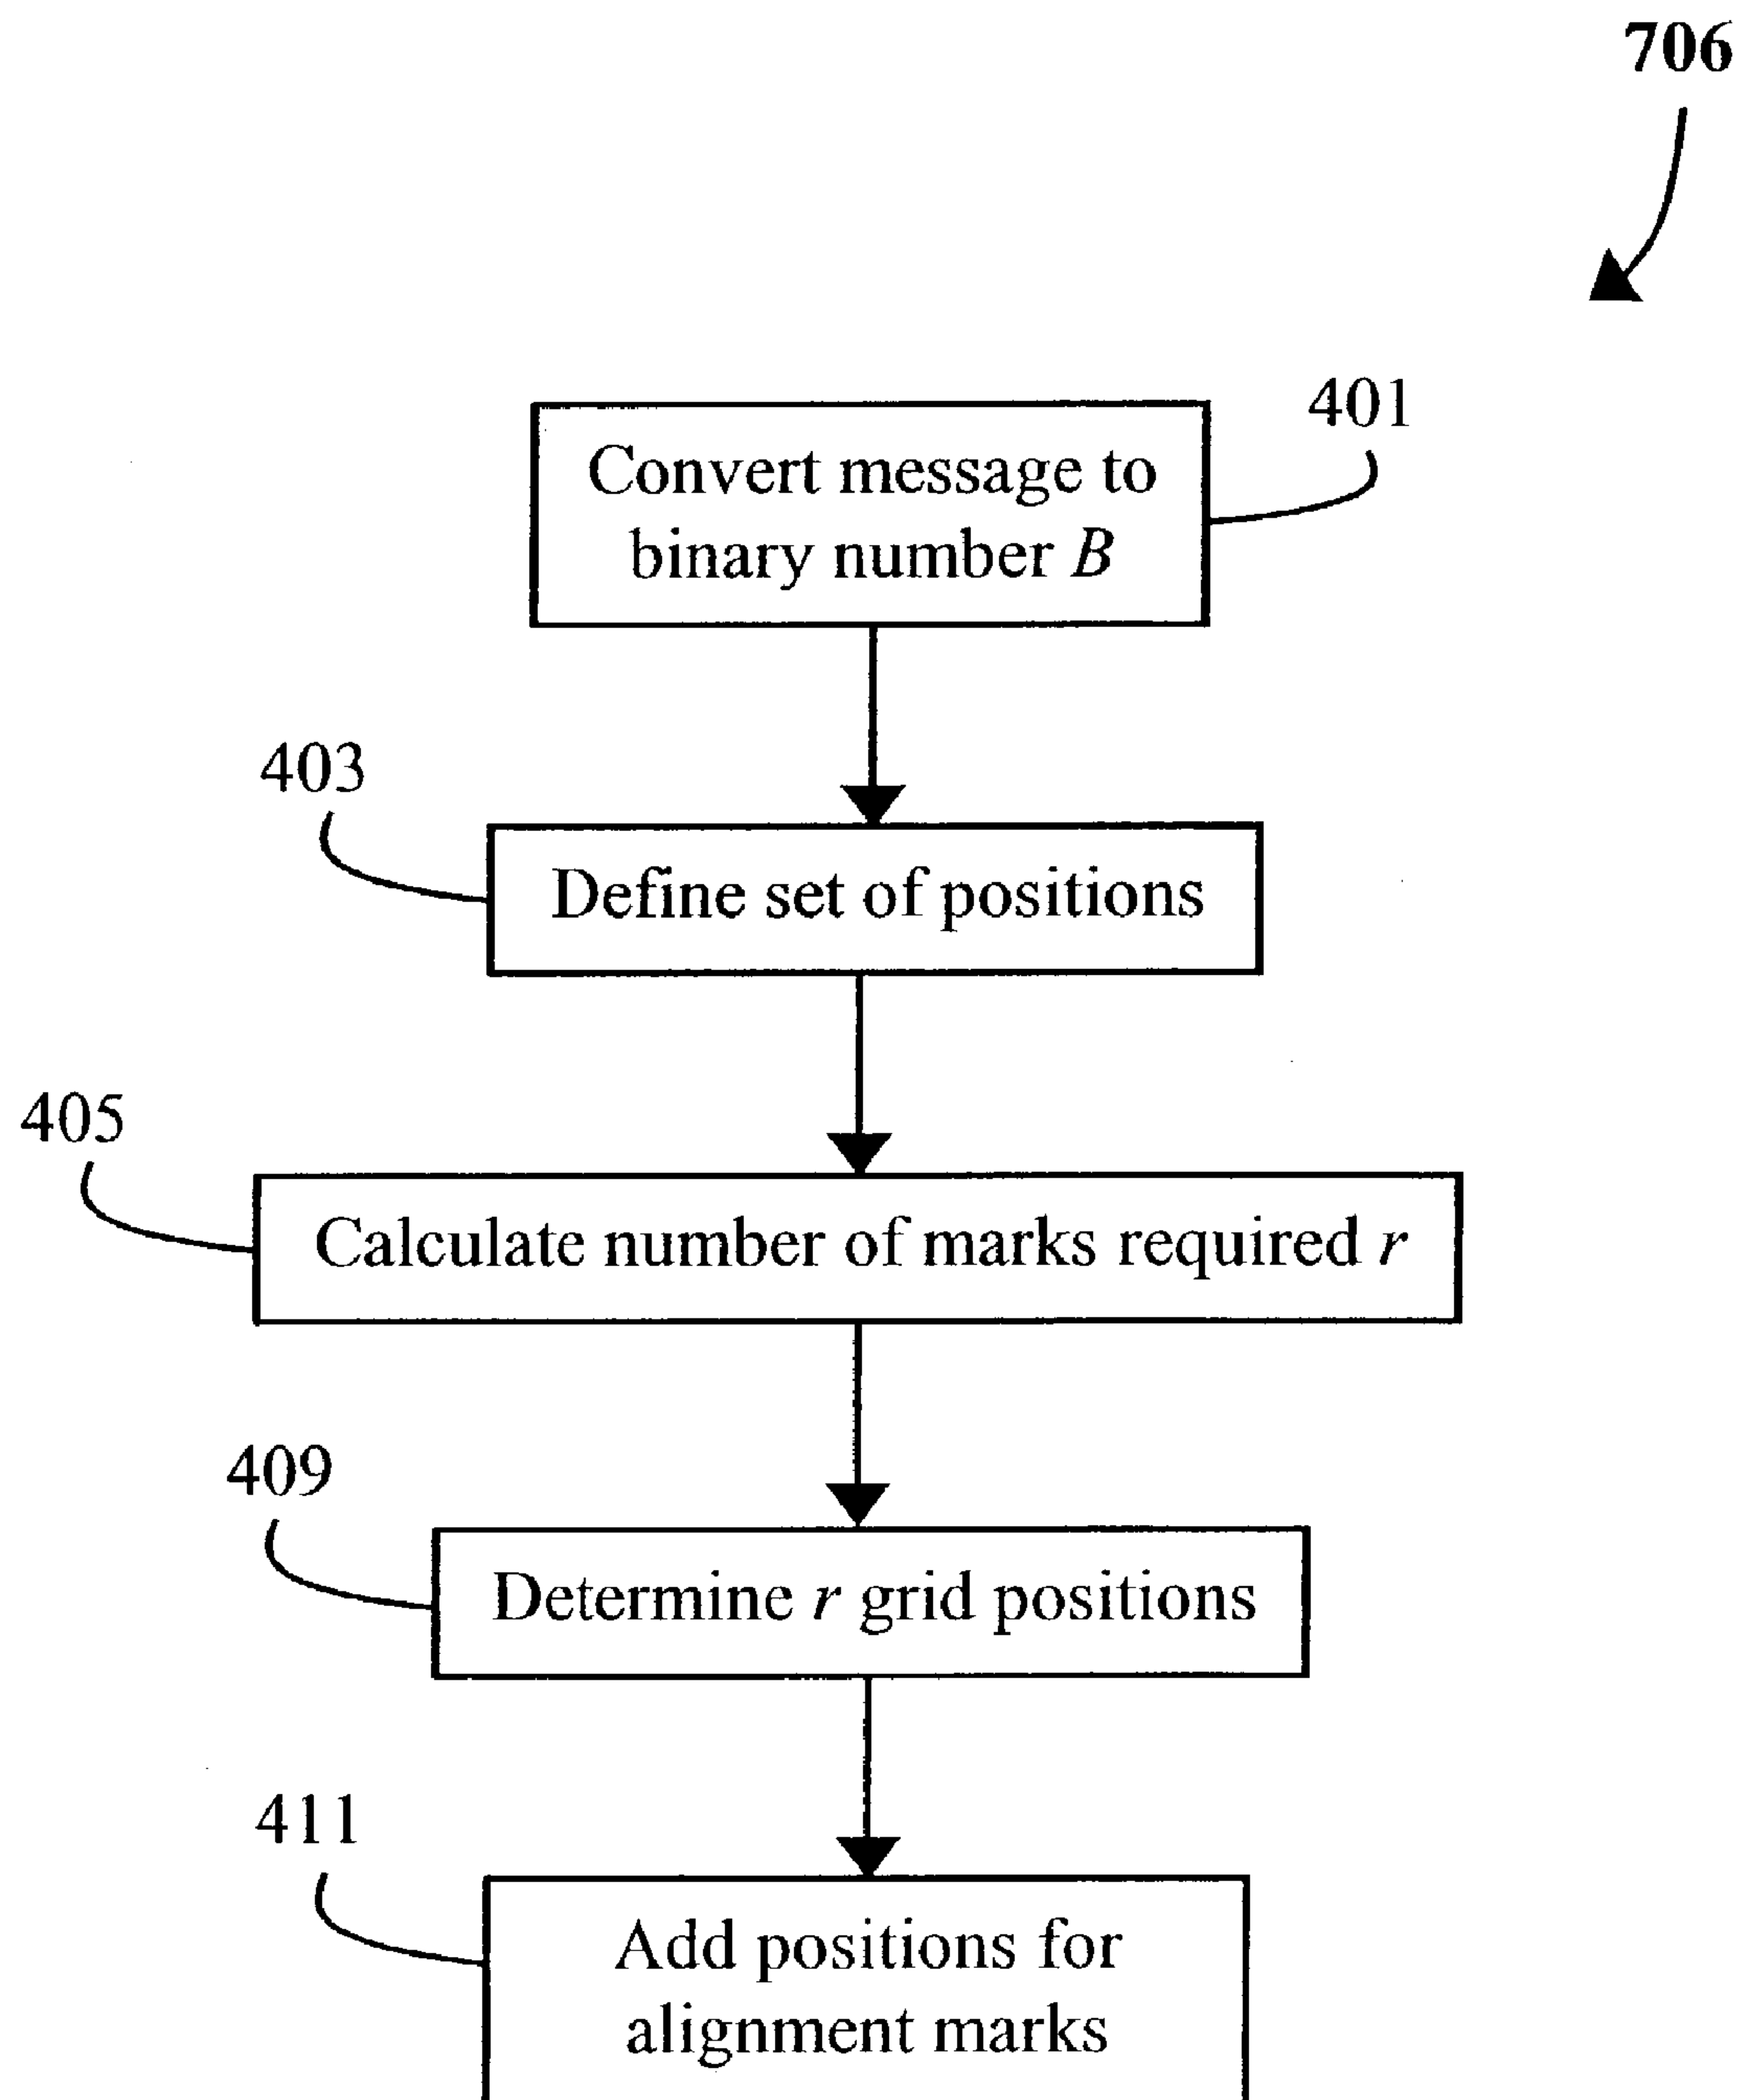 706
401
Convert message to
binary number B
403
Define set of positions
405
Calculate number of marks required r
409
Determine r grid positions
411
Add positions for
alignment marks